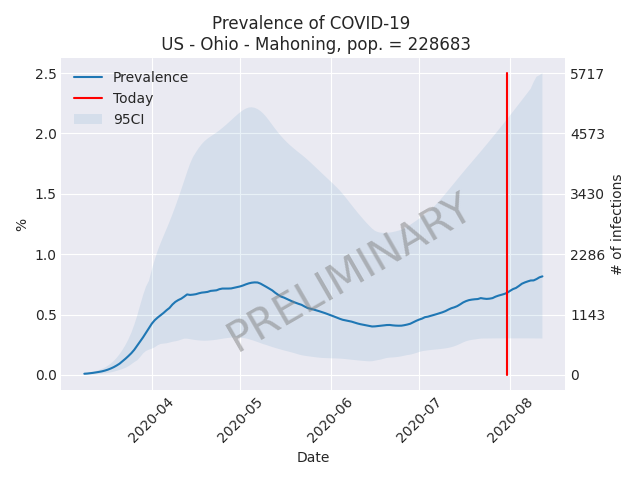 Prevalence of COVID-19
US - Ohio - Mahoning, pop. = 228683
Prevalence
Today
95CI
2.5
2.0
1.5
1.0
0.5
0.0
%
5717
4573
3430
2286
1143
0
# of infections
PRELIMINARY
2020-04
2020-05
2020-06
2020-07
2020-08
Date